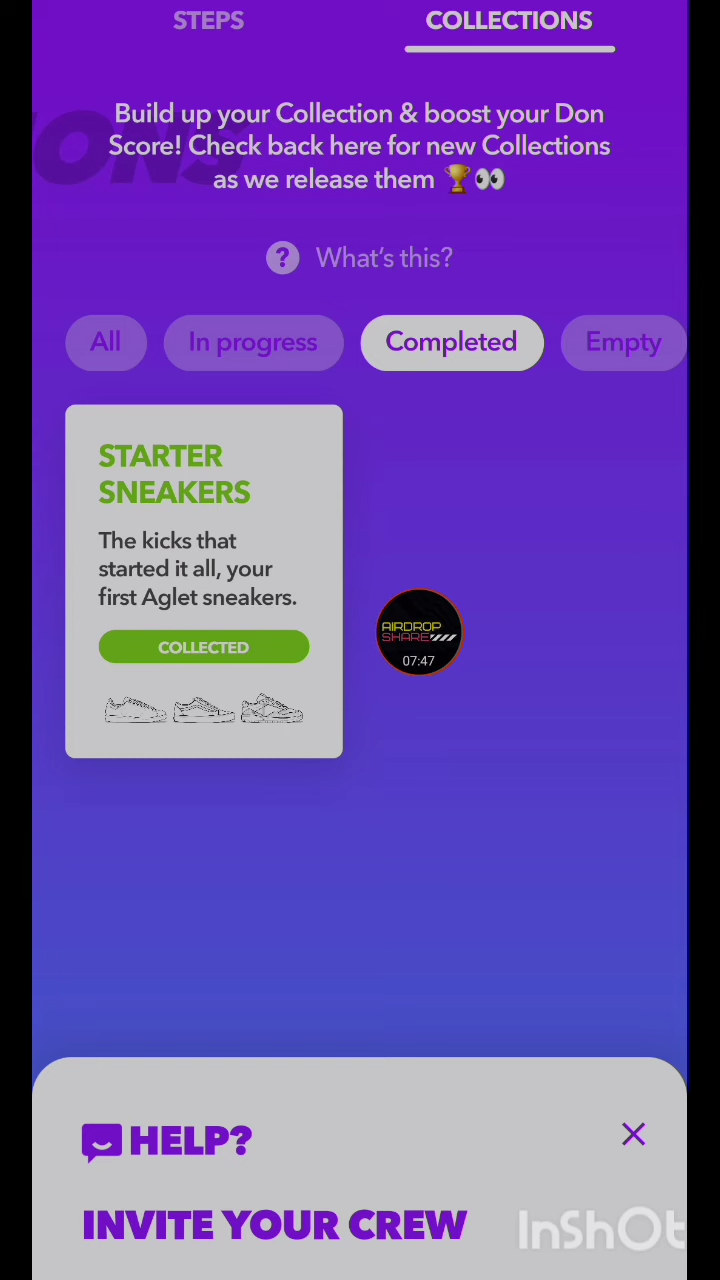 STEPS
COLLECTIONS
IONS
Build up your Collection & boost your Don
Score! Check back here for new Collections
as we release them 🏆👀
? What's this?
All
In progress
Completed
Empty
STARTER
SNEAKERS
The kicks that
started it all, your
first Aglet sneakers.
COLLECTED
AIRDROP
SHARE
07:47
HELP?
INVITE YOUR CREW
InShOt